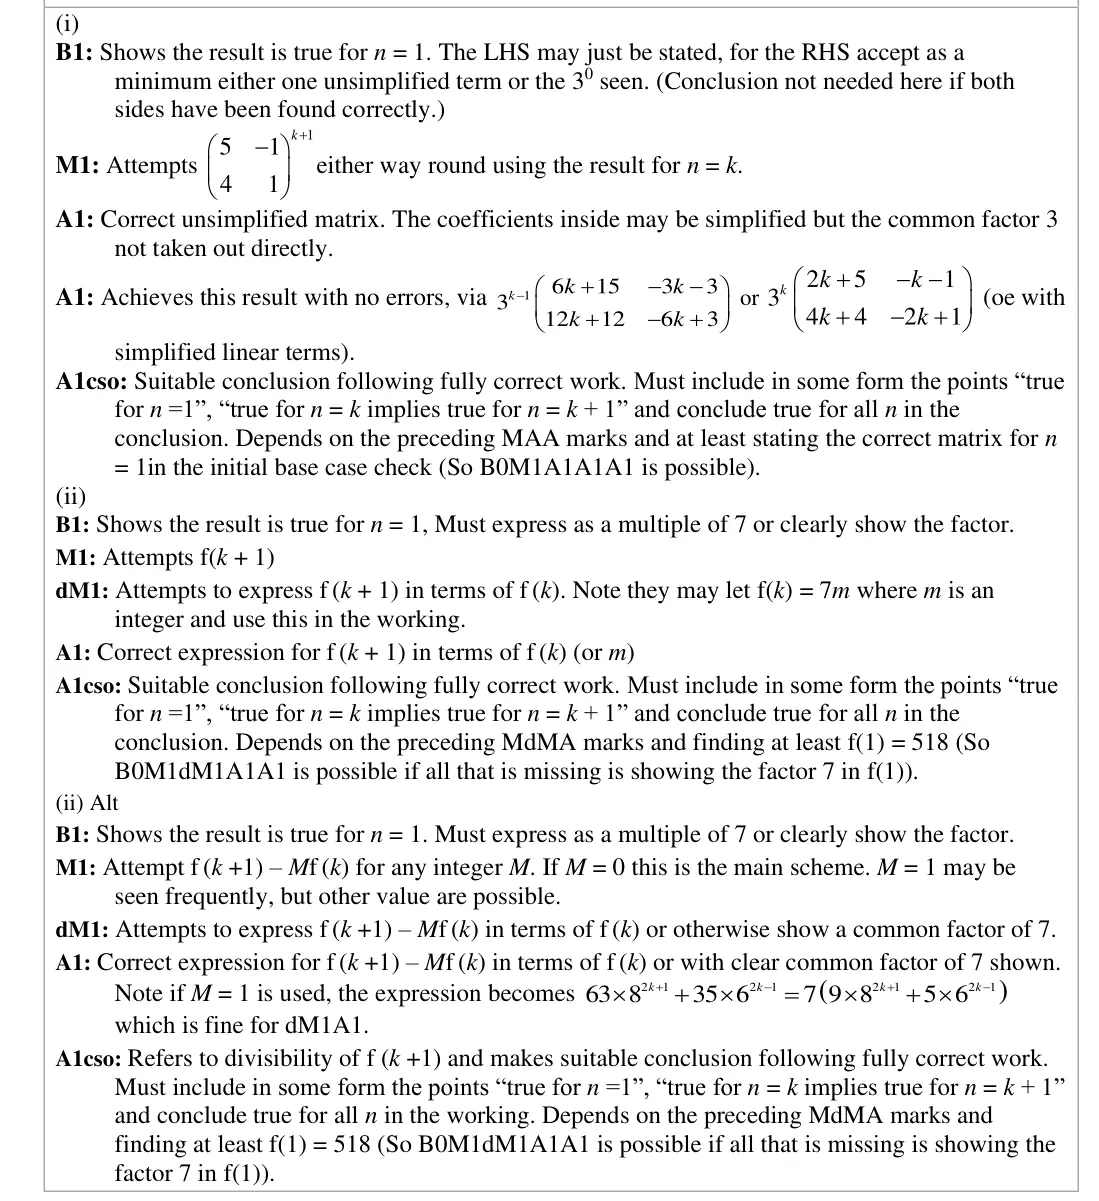 (i)
B1: Shows the result is true for n = 1. The LHS may just be stated, for the RHS accept as a
minimum either one unsimplified term or the 3⁰ seen. (Conclusion not needed here if both
sides have been found correctly.)
M1: Attempts \begin{pmatrix} 5 & -1 \\ 4 & 1 \end{pmatrix}^{k+1} either way round using the result for n = k.
A1: Correct unsimplified matrix. The coefficients inside may be simplified but the common factor 3
not taken out directly.
A1: Achieves this result with no errors, via 3^{k-1} \begin{pmatrix} 6k+15 & -3k-3 \\ 12k+12 & -6k+3 \end{pmatrix} or 3^{k} \begin{pmatrix} 2k+5 & -k-1 \\ 4k+4 & -2k+1 \end{pmatrix} (oe with
simplified linear terms).
A1cso: Suitable conclusion following fully correct work. Must include in some form the points “true
for n =1”, “true for n = k implies true for n = k + 1” and conclude true for all n in the
conclusion. Depends on the preceding MAA marks and at least stating the correct matrix for n
= 1in the initial base case check (So B0M1A1A1A1 is possible).
(ii)
B1: Shows the result is true for n = 1, Must express as a multiple of 7 or clearly show the factor.
M1: Attempts f(k + 1)
dM1: Attempts to express f (k + 1) in terms of f (k). Note they may let f(k) = 7m where m is an
integer and use this in the working.
A1: Correct expression for f (k + 1) in terms of f (k) (or m)
A1cso: Suitable conclusion following fully correct work. Must include in some form the points “true
for n =1”, “true for n = k implies true for n = k + 1” and conclude true for all n in the
conclusion. Depends on the preceding MdMA marks and finding at least f(1) = 518 (So
B0M1dM1A1A1 is possible if all that is missing is showing the factor 7 in f(1)).
(ii) Alt
B1: Shows the result is true for n = 1. Must express as a multiple of 7 or clearly show the factor.
M1: Attempt f (k +1) – Mf (k) for any integer M. If M = 0 this is the main scheme. M = 1 may be
seen frequently, but other value are possible.
dM1: Attempts to express f (k +1) – Mf (k) in terms of f (k) or otherwise show a common factor of 7.
A1: Correct expression for f (k +1) – Mf (k) in terms of f (k) or with clear common factor of 7 shown.
Note if M = 1 is used, the expression becomes 63×8^{2k+1} + 35×6^{2k−1} = 7(9×8^{2k+1} + 5×6^{2k−1})
which is fine for dM1A1.
A1cso: Refers to divisibility of f (k +1) and makes suitable conclusion following fully correct work.
Must include in some form the points “true for n =1”, “true for n = k implies true for n = k + 1”
and conclude true for all n in the working. Depends on the preceding MdMA marks and
finding at least f(1) = 518 (So B0M1dM1A1A1 is possible if all that is missing is showing the
factor 7 in f(1)).